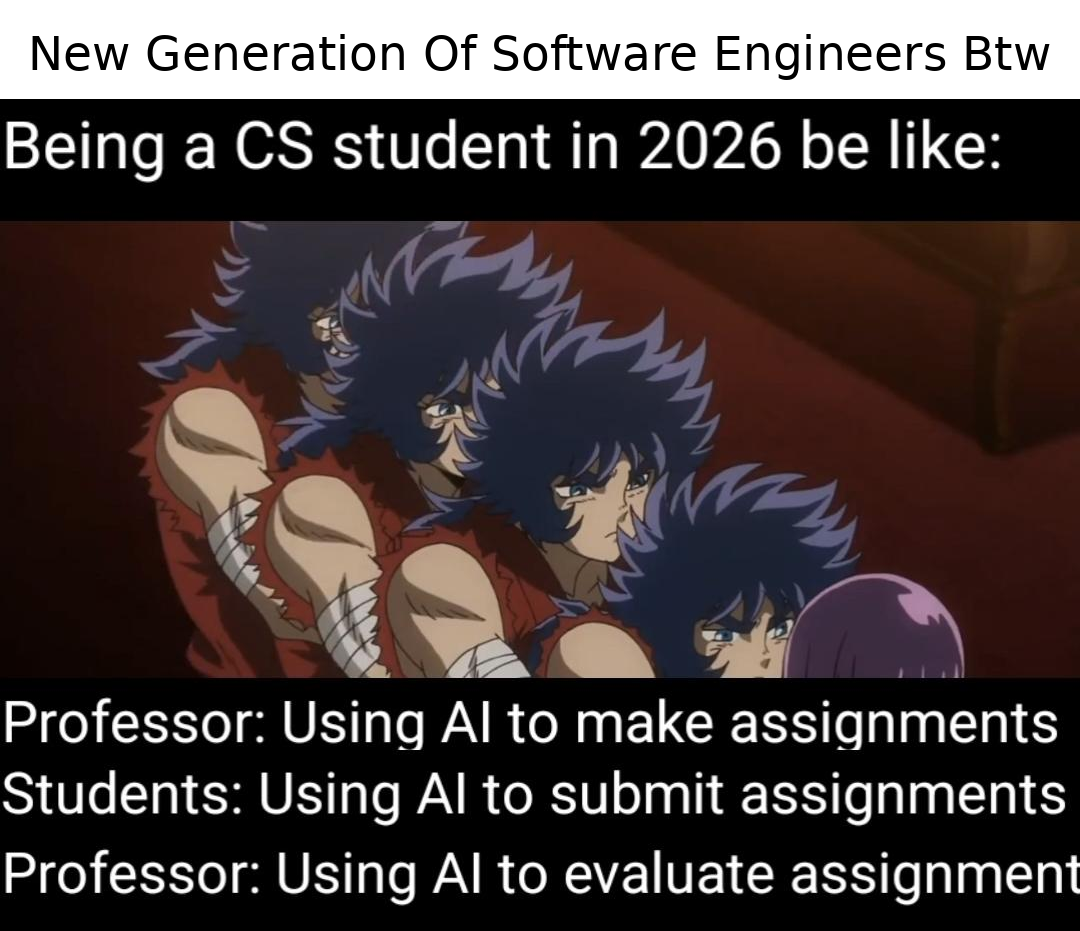 New Generation Of Software Engineers Btw
Being a CS student in 2026 be like:
Professor: Using AI to make assignments
Students: Using AI to submit assignments
Professor: Using AI to evaluate assignment